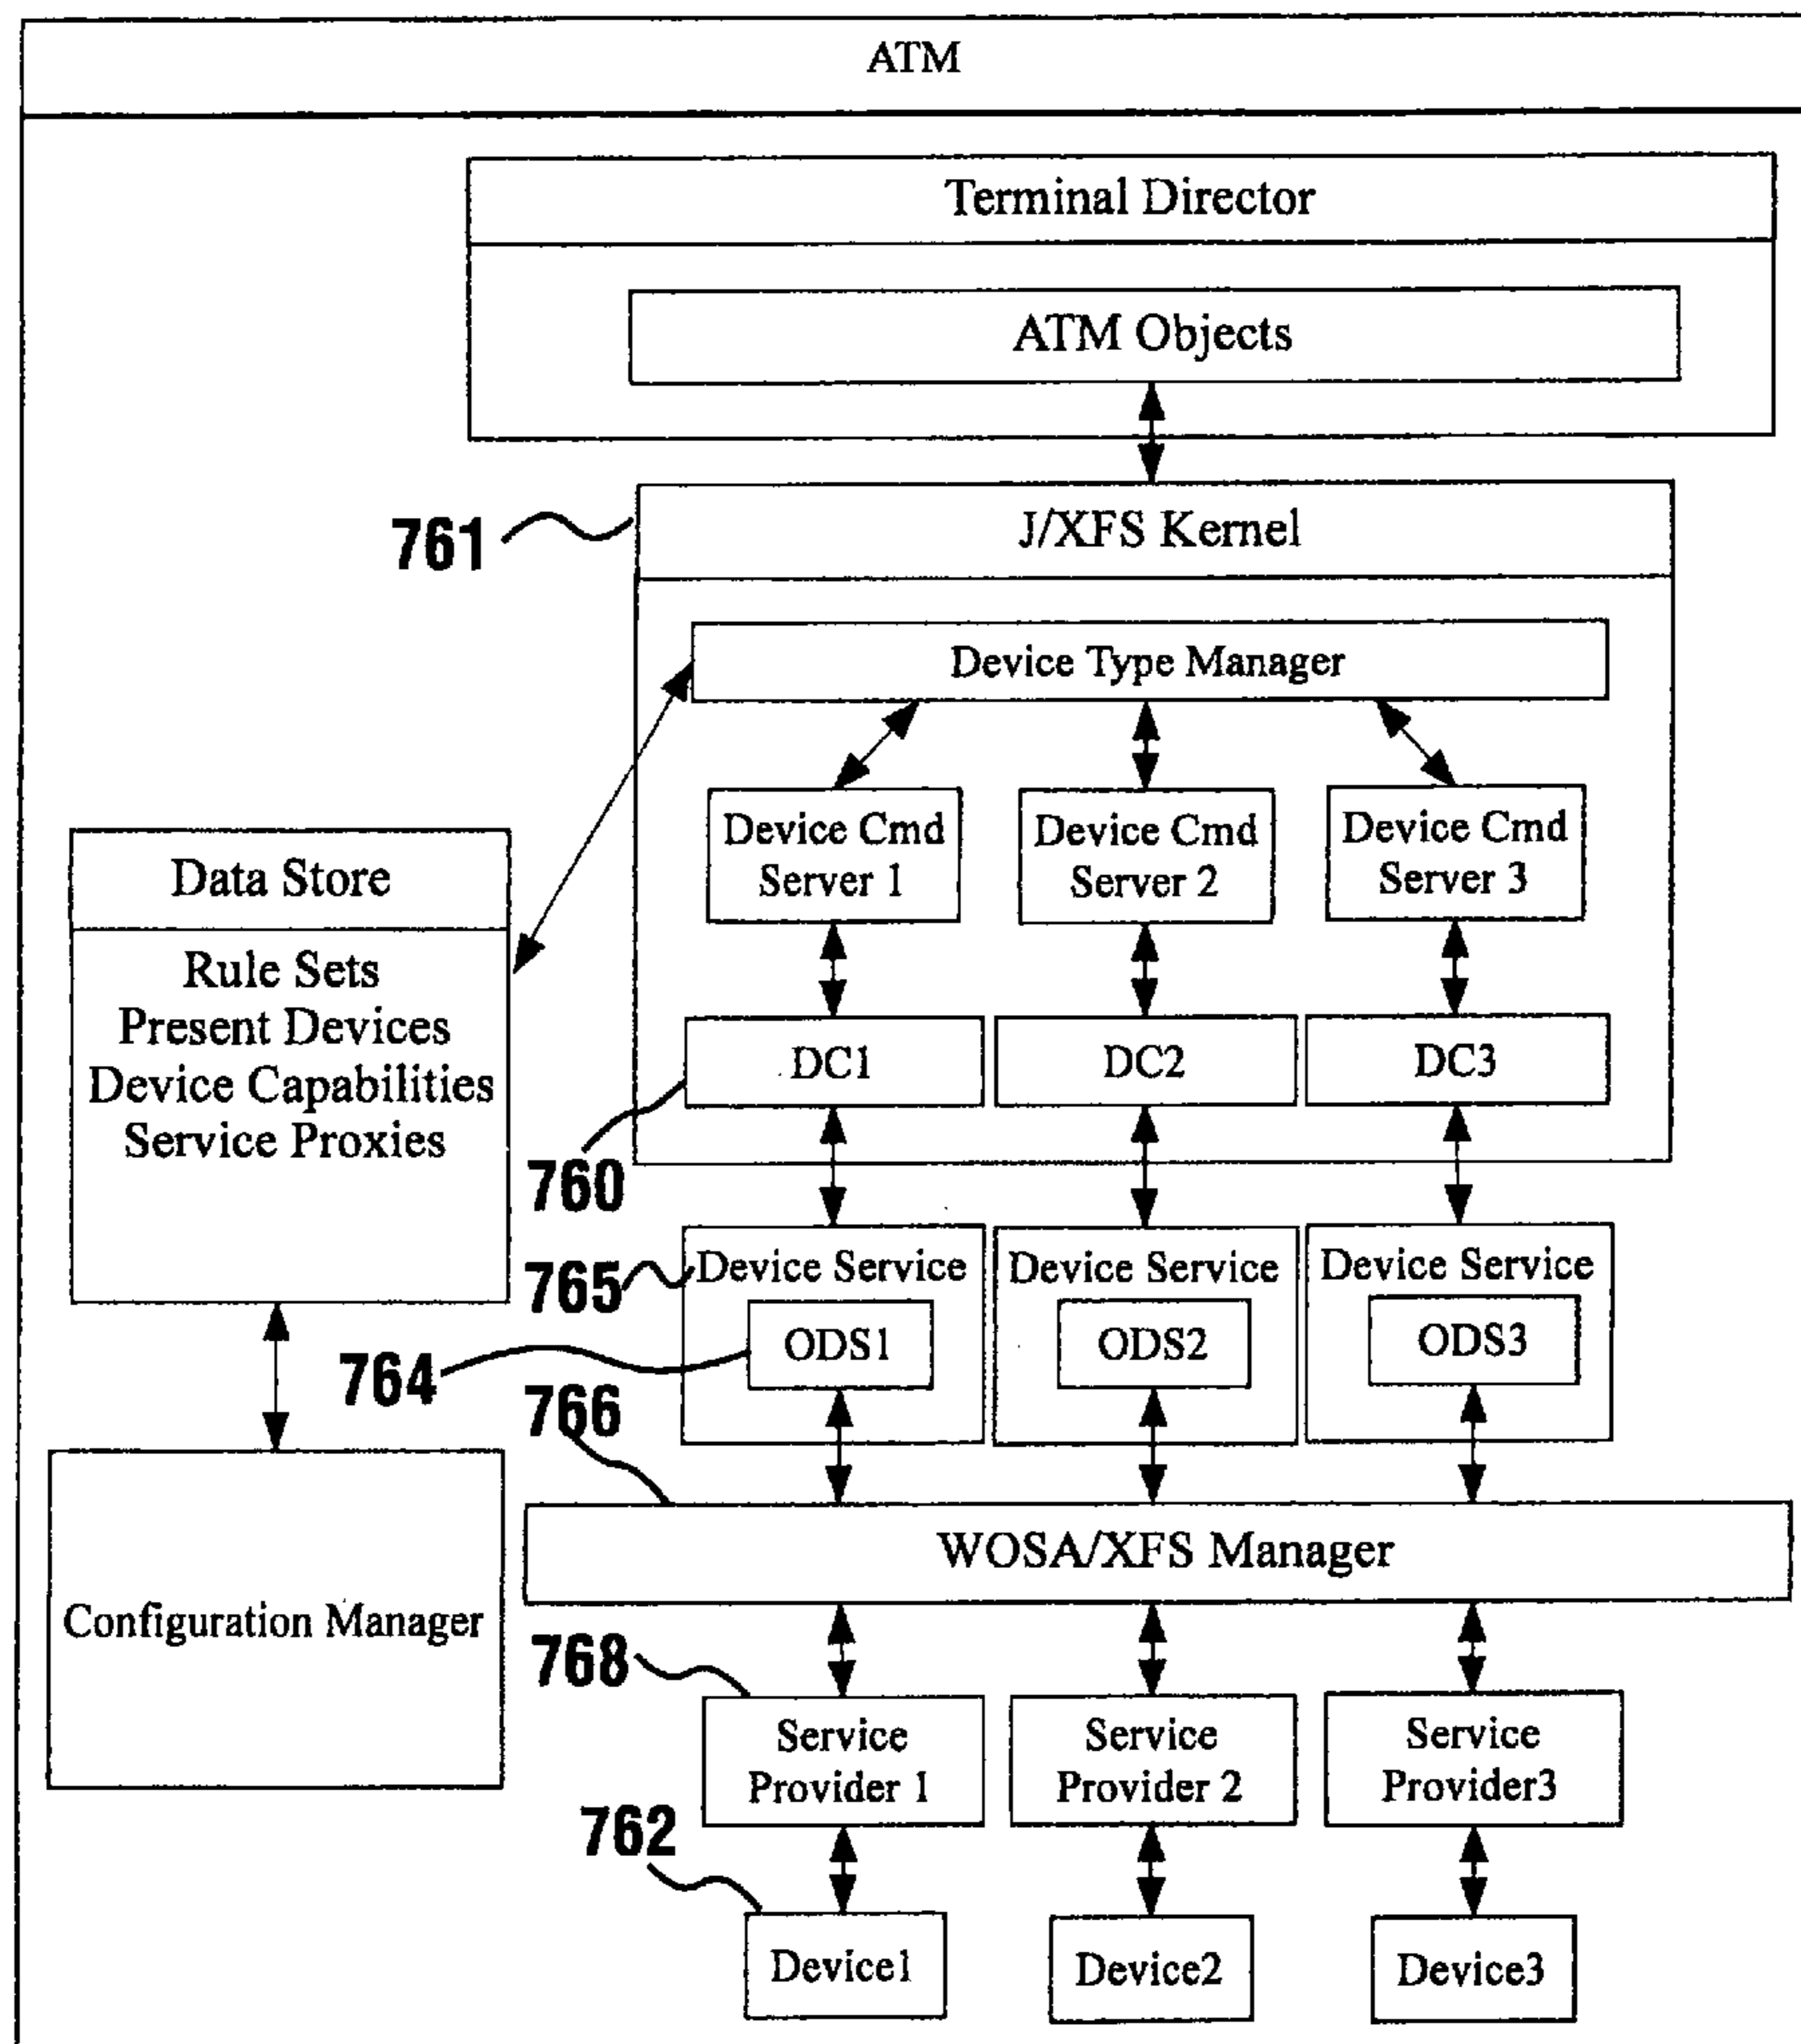 ATM
Terminal Director
ATM Objects
761
J/XFS Kernel
Device Type Manager
Device Cmd
Server 1
Device Cmd
Server 2
Device Cmd
Server 3
Data Store
Rule Sets
Present Devices
Device Capabilities
Service Proxies
DC1
DC2
DC3
760
765
Device Service
Device Service
Device Service
764
ODS1
ODS2
ODS3
766
WOSA/XFS Manager
Configuration Manager
768
Service
Provider 1
Service
Provider 2
Service
Provider3
762
Device1
Device2
Device3